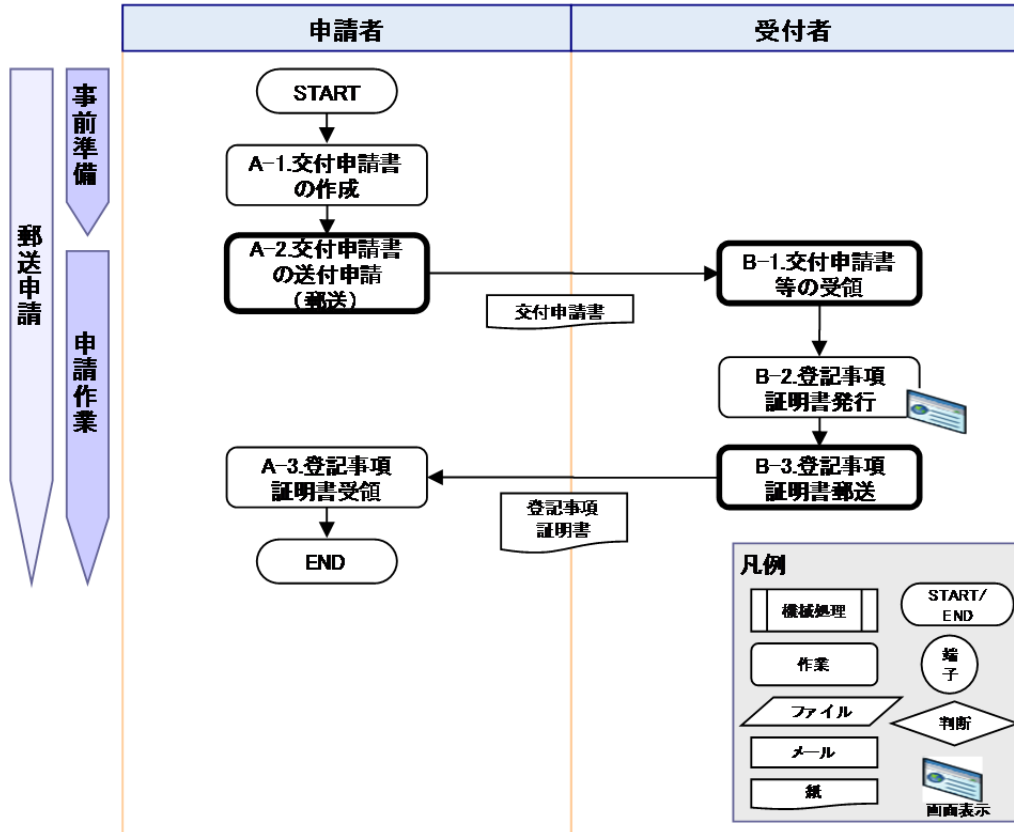 申請者
受付者
郵送申請
事前準備
申請作業
START
A-1.交付申請書
の作成
A-2.交付申請書
の送付申請
（郵送）
B-1.交付申請書
等の受領
交付申請書
B-2.登記事項
証明書発行
B-3.登記事項
証明書郵送
A-3.登記事項
証明書受領
登記事項
証明書
END
凡例
機械処理
START/
END
作業
端
子
ファイル
判断
メール
紙
画面表示